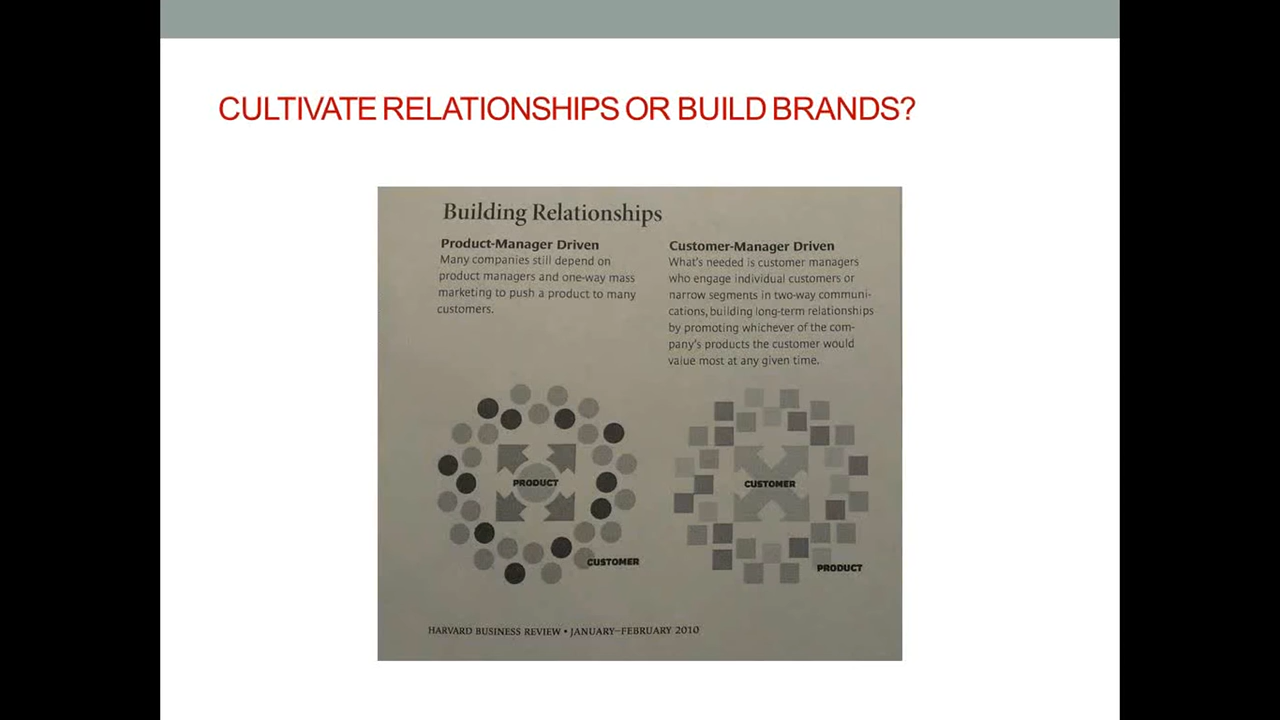 CULTIVATE RELATIONSHIPS OR BUILD BRANDS?
Building Relationships
Product-Manager Driven
Many companies still depend on
product managers and one-way mass
marketing to push a product to many
customers.
Customer-Manager Driven
What's needed is customer managers
who engage individual customers or
narrow segments in two-way communi-
cations, building long-term relationships
by promoting whichever of the com-
pany's products the customer would
value most at any given time.
PRODUCT
CUSTOMER
CUSTOMER
PRODUCT
HARVARD BUSINESS REVIEW • JANUARY–FEBRUARY 2010